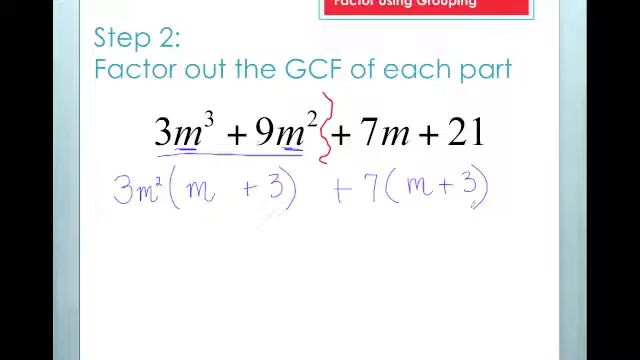 Factor using Grouping
Step 2:
Factor out the GCF of each part
3m³ + 9m² + 7m + 21
3m² ( m + 3) + 7 ( m + 3)